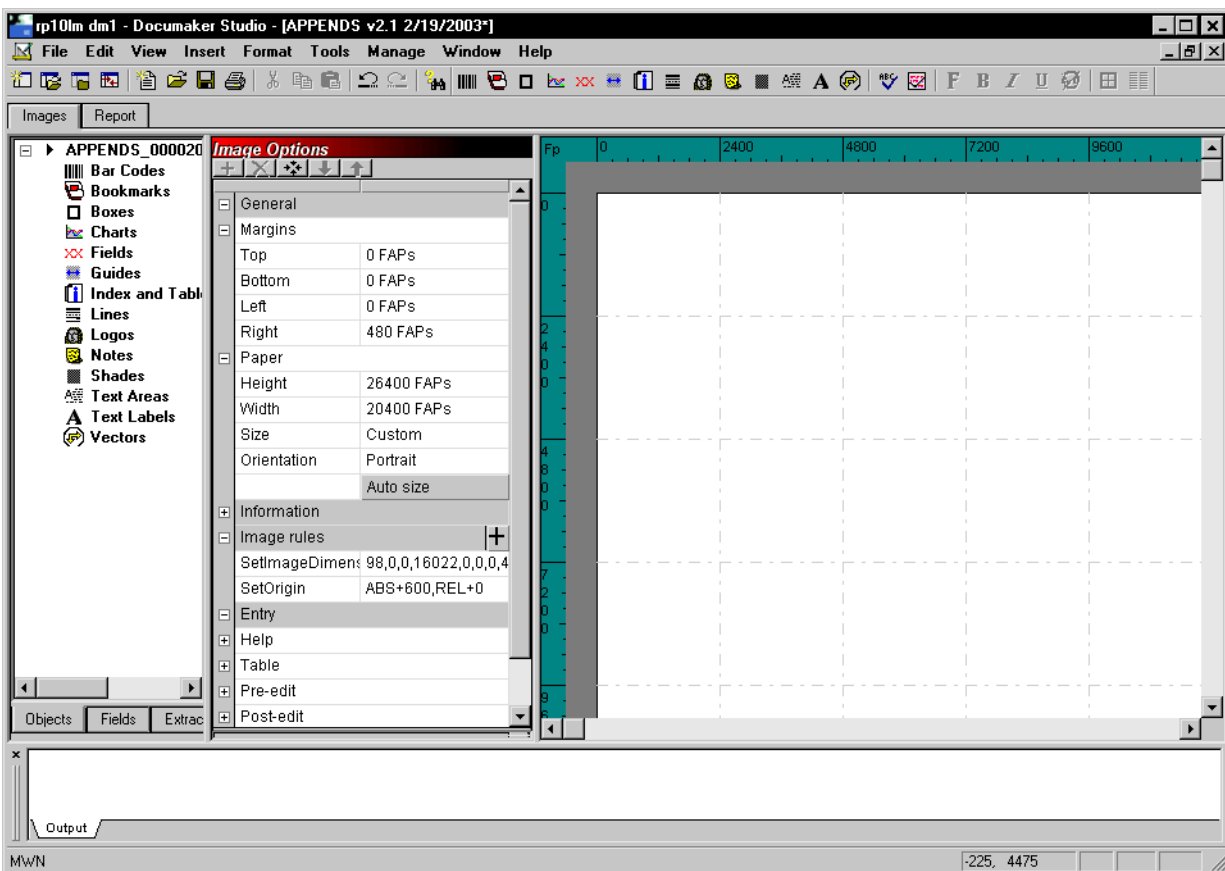 rp10lm dm1 - Documaker Studio - [APPENDS v2.1 2/19/2003*]
File Edit View Insert Format Tools Manage Window Help
F B I U
Images Report
APPENDS_000020
Bar Codes
Bookmarks
Boxes
Charts
Fields
Guides
Index and Tabl
Lines
Logos
Notes
Shades
Text Areas
Text Labels
Vectors
Objects Fields Extrac
Image Options
General
Margins
Top 0 FAPs
Bottom 0 FAPs
Left 0 FAPs
Right 480 FAPs
Paper
Height 26400 FAPs
Width 20400 FAPs
Size Custom
Orientation Portrait
Auto size
Information
Image rules
SetImageDimens 98,0,0,16022,0,0,0,4
SetOrigin ABS+600,REL+0
Entry
Help
Table
Pre-edit
Post-edit
Fp 0 2400 4800 7200 9600
0
2400
4800
7200
96
Output
MWN -225, 4475